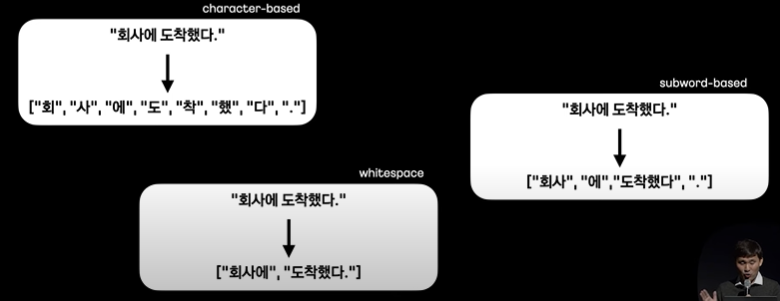 character-based
"회사에 도착했다."
["회", "사", "에", "도", "착", "했", "다", "."]
subword-based
"회사에 도착했다."
["회사", "에","도착했다", "."]
whitespace
"회사에 도착했다."
["회사에", "도착했다."]